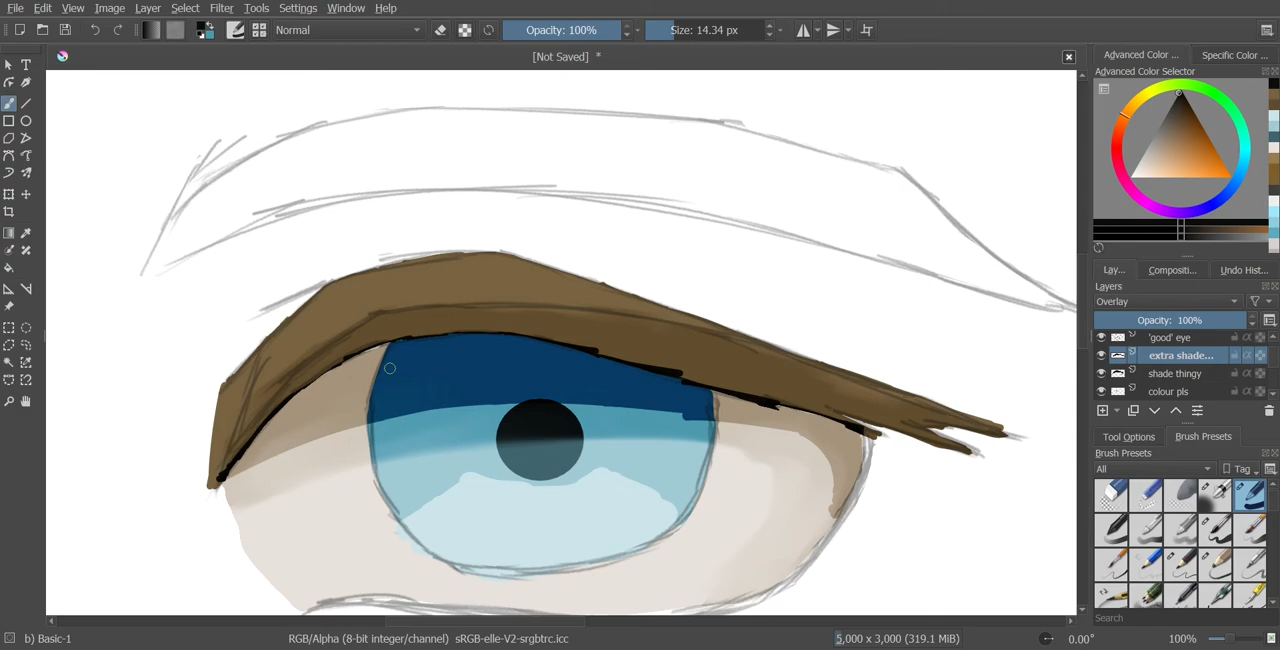 File Edit View Image Layer Select Filter Tools Settings Window Help
Normal Opacity: 100% Size: 14.34 px
[Not Saved] *
Advanced Color ... Specific Color ...
Advanced Color Selector
Lay... Compositi... Undo Hist...
Layers
Overlay
Opacity: 100%
'good' eye
extra shade...
shade thingy
colour pls
Tool Options Brush Presets
Brush Presets
All Tag
Search
b) Basic-1 RGB/Alpha (8-bit integer/channel) sRGB-elle-V2-srgbtrc.icc 5,000 x 3,000 (319.1 MiB) 0.00° 100%